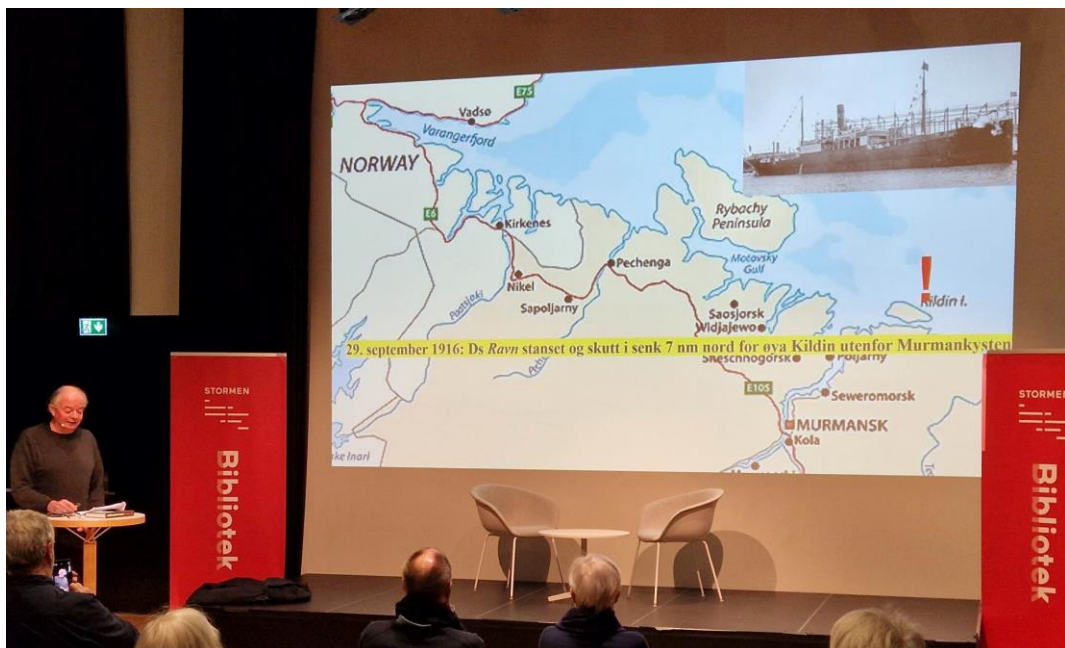 E75
Vadsø
Varangerfjord
NORWAY
E6
Kirkenes
Rybachy
Peninsula
Motovsky
Gulf
Pechenga
Nikel
Sapoljarny
Saosjorsk
Widjajewo
Kildin I.
!
29. september 1916: Ds Ravn stanset og skutt i senk 7 nm nord for øya Kildin utenfor Murmankysten
Poljarny
E105
Seweromorsk
MURMANSK
Kola
ke Inari
STORMEN
Bibliotek
STORMEN
Bibliotek